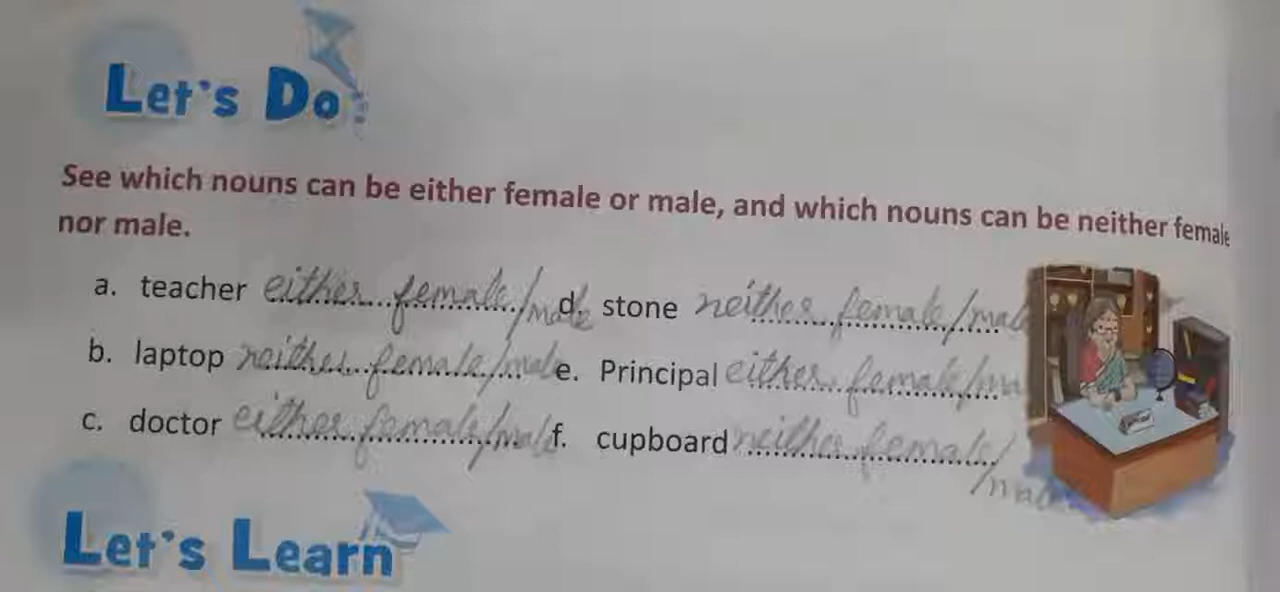 Let's Do
See which nouns can be either female or male, and which nouns can be neither female
nor male.
a. teacher either female/male d. stone neither female/male
b. laptop neither female/male e. Principal either female/
c. doctor either female/male f. cupboard neither female/
male
Let's Learn